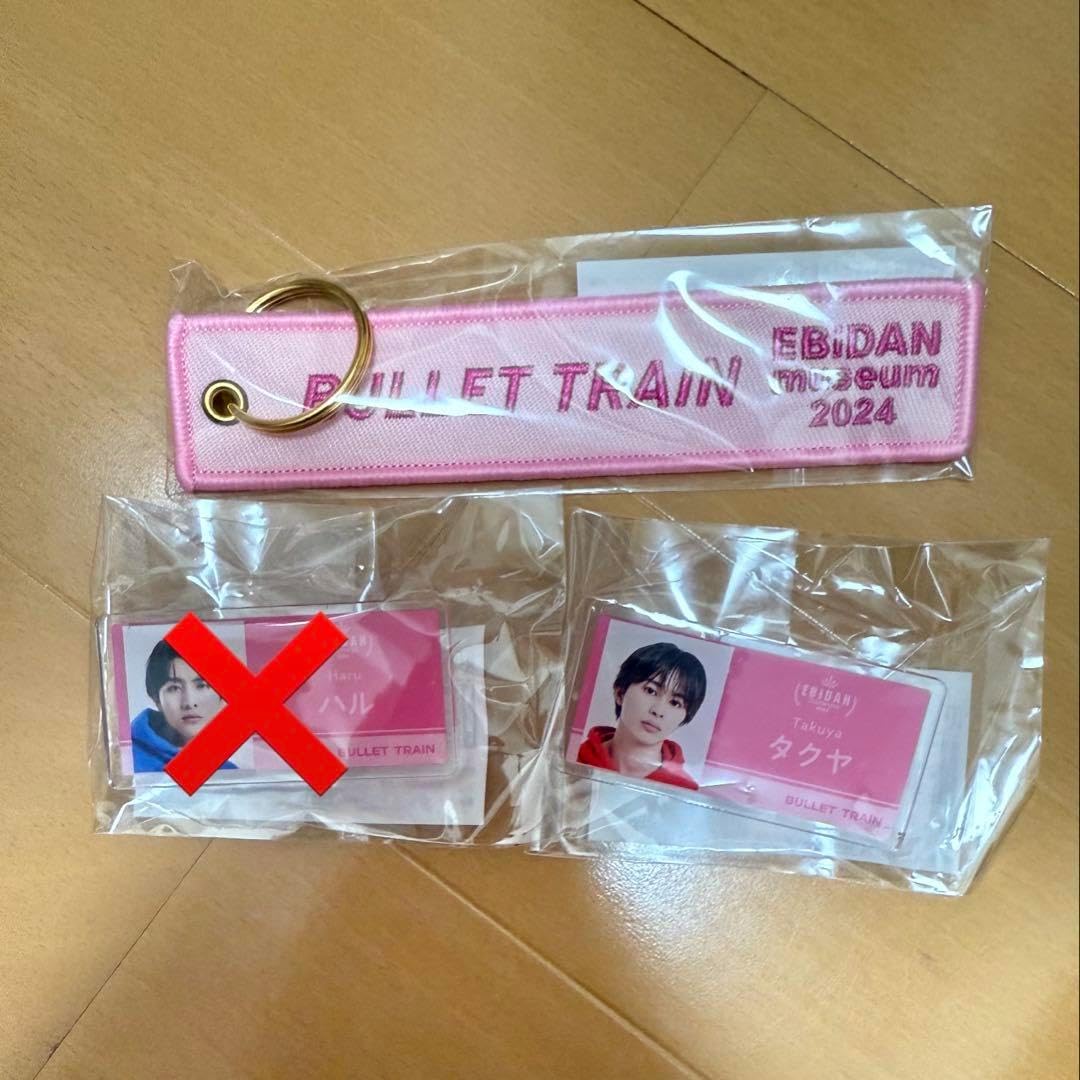 BULLET TRAIN
EBiDAN
museum
2024
Haru
ハル
BULLET TRAIN
EBiDAN
Takuya
タクヤ
BULLET TRAIN